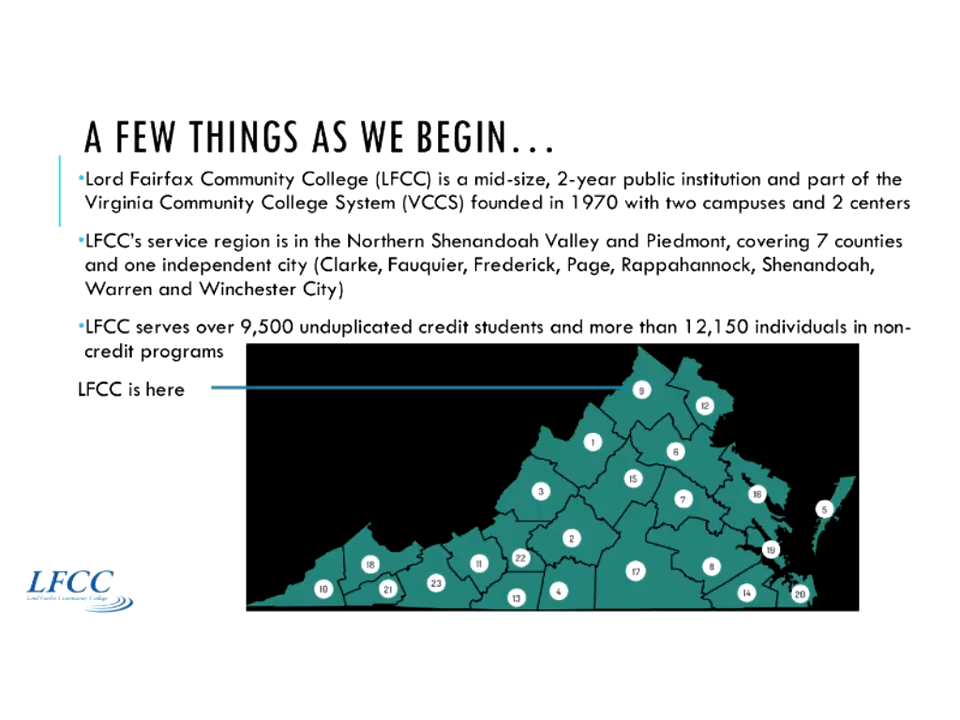 A FEW THINGS AS WE BEGIN...
•Lord Fairfax Community College (LFCC) is a mid-size, 2-year public institution and part of the
Virginia Community College System (VCCS) founded in 1970 with two campuses and 2 centers
•LFCC's service region is in the Northern Shenandoah Valley and Piedmont, covering 7 counties
and one independent city (Clarke, Fauquier, Frederick, Page, Rappahannock, Shenandoah,
Warren and Winchester City)
•LFCC serves over 9,500 unduplicated credit students and more than 12,150 individuals in non-
credit programs
LFCC is here
9
12
1
6
15
3
7
16
5
2
19
22
11
18
8
17
23
10
21
13
4
14
20
LFCC
Lord Fairfax Community College